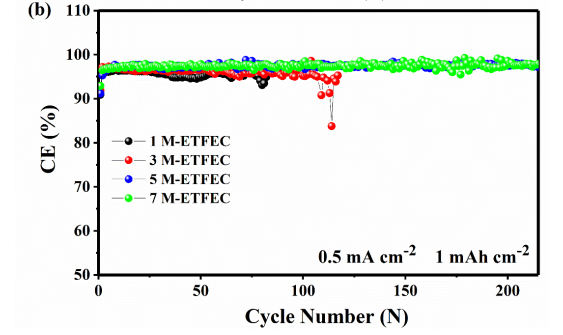 (b)
110
100
90
80
70
60
50
CE (%)
1 M-ETFEC
3 M-ETFEC
5 M-ETFEC
7 M-ETFEC
0.5 mA cm⁻² 1 mAh cm⁻²
0 50 100 150 200
Cycle Number (N)